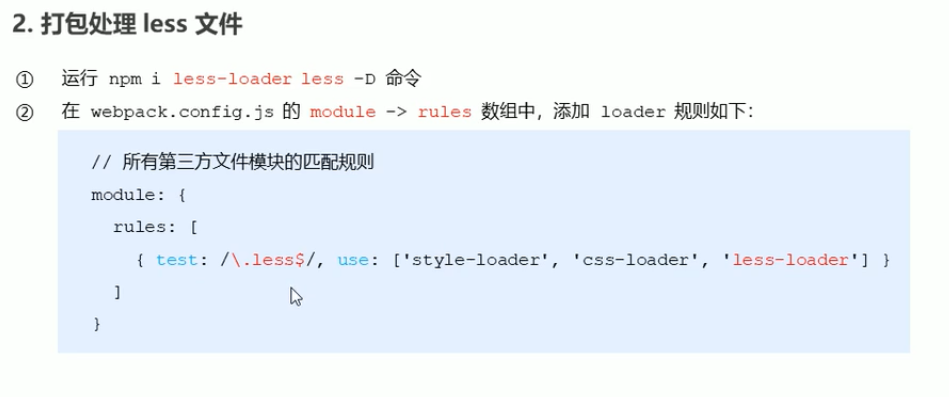 2. 打包处理 less 文件
① 运行 npm i less-loader less -D 命令
② 在 webpack.config.js 的 module -> rules 数组中，添加 loader 规则如下：
// 所有第三方文件模块的匹配规则
module: {
rules: [
{ test: /\.less$/, use: ['style-loader', 'css-loader', 'less-loader'] }
]
}